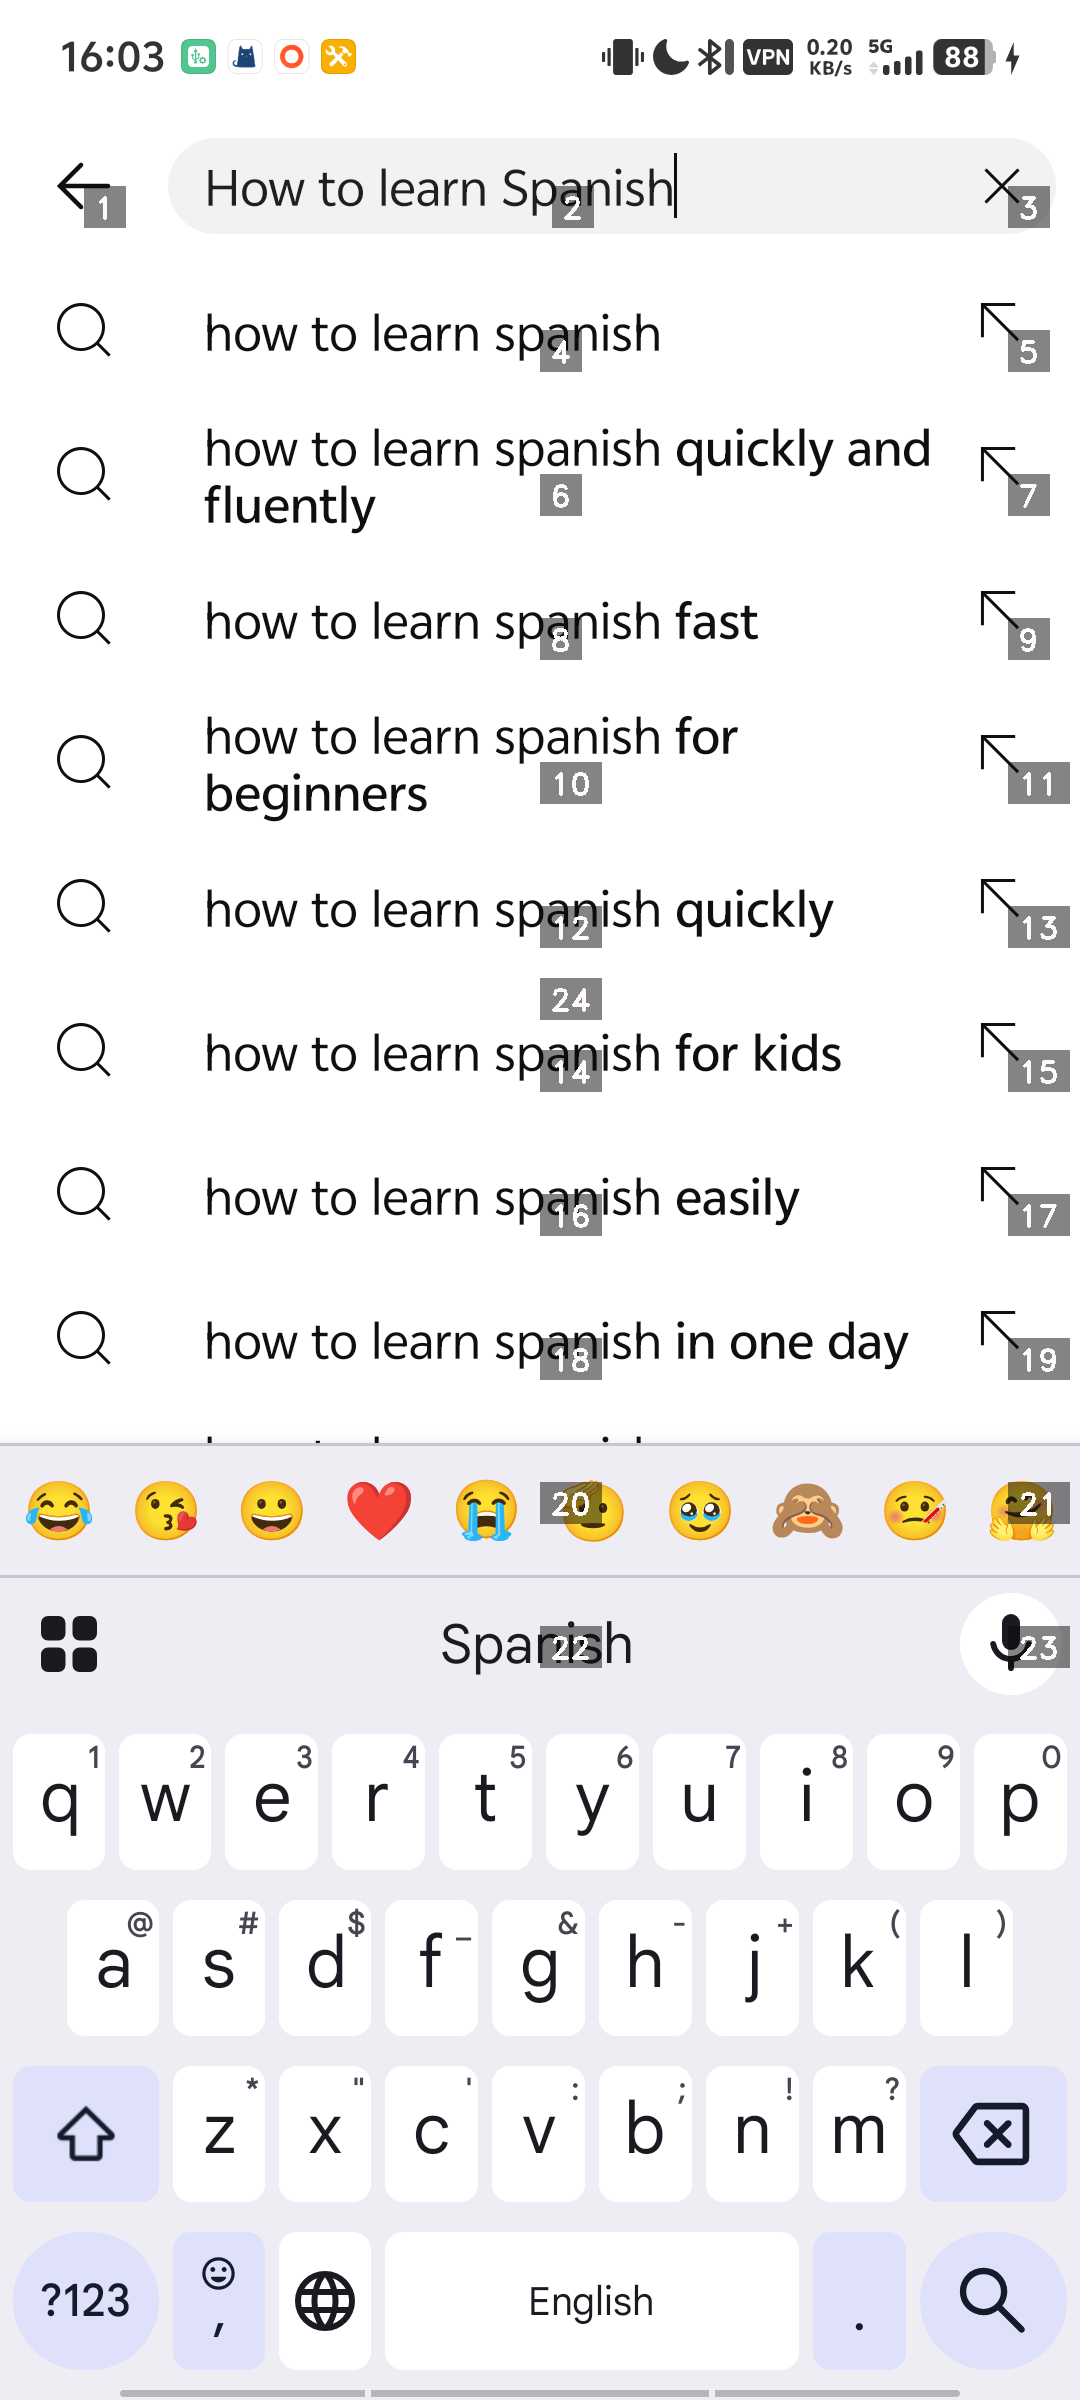 16:03 VPN 0.20 KB/s 5G 88
1
How to learn Spanish
2
3
how to learn spanish
4
5
how to learn spanish quickly and
fluently
6
7
how to learn spanish fast
8
9
how to learn spanish for
beginners
10
11
how to learn spanish quickly
12
13
24
how to learn spanish for kids
14
15
how to learn spanish easily
16
17
how to learn spanish in one day
18
19
20
21
Spanish
22
23
q 1 w 2 e 3 r 4 t 5 y 6 u 7 i 8 o 9 p 0
a @ s # d $ f _ g & h - j + k ( l )
z * x " c ' v : b ; n ! m ?
?123 , English .